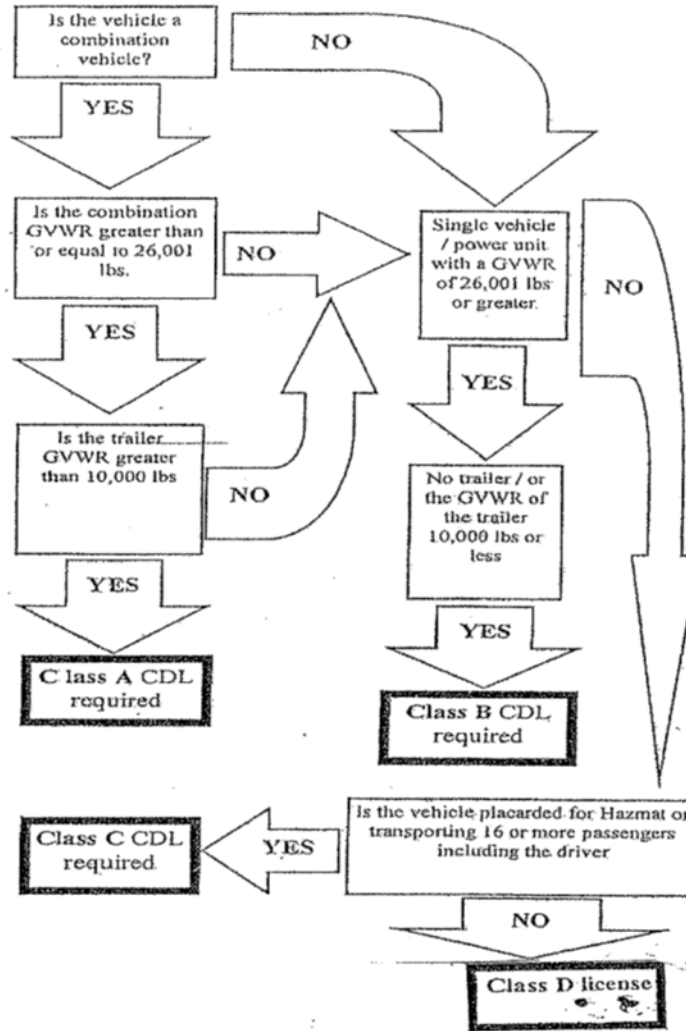 Is the vehicle a
combination
vehicle?
NO
YES
Is the combination
GVWR greater than
or equal to 26,001
lbs.
NO
Single vehicle
/ power unit
with a GVWR
of 26,001 lbs
or greater.
NO
YES
YES
Is the trailer
GVWR greater
than 10,000 lbs
NO
No trailer / or
the GVWR of
the trailer
10,000 lbs or
less
YES
YES
Class A CDL
required
Class B CDL
required
Is the vehicle placarded for Hazmat or
transporting 16 or more passengers
including the driver
YES
Class C CDL
required
NO
Class D license